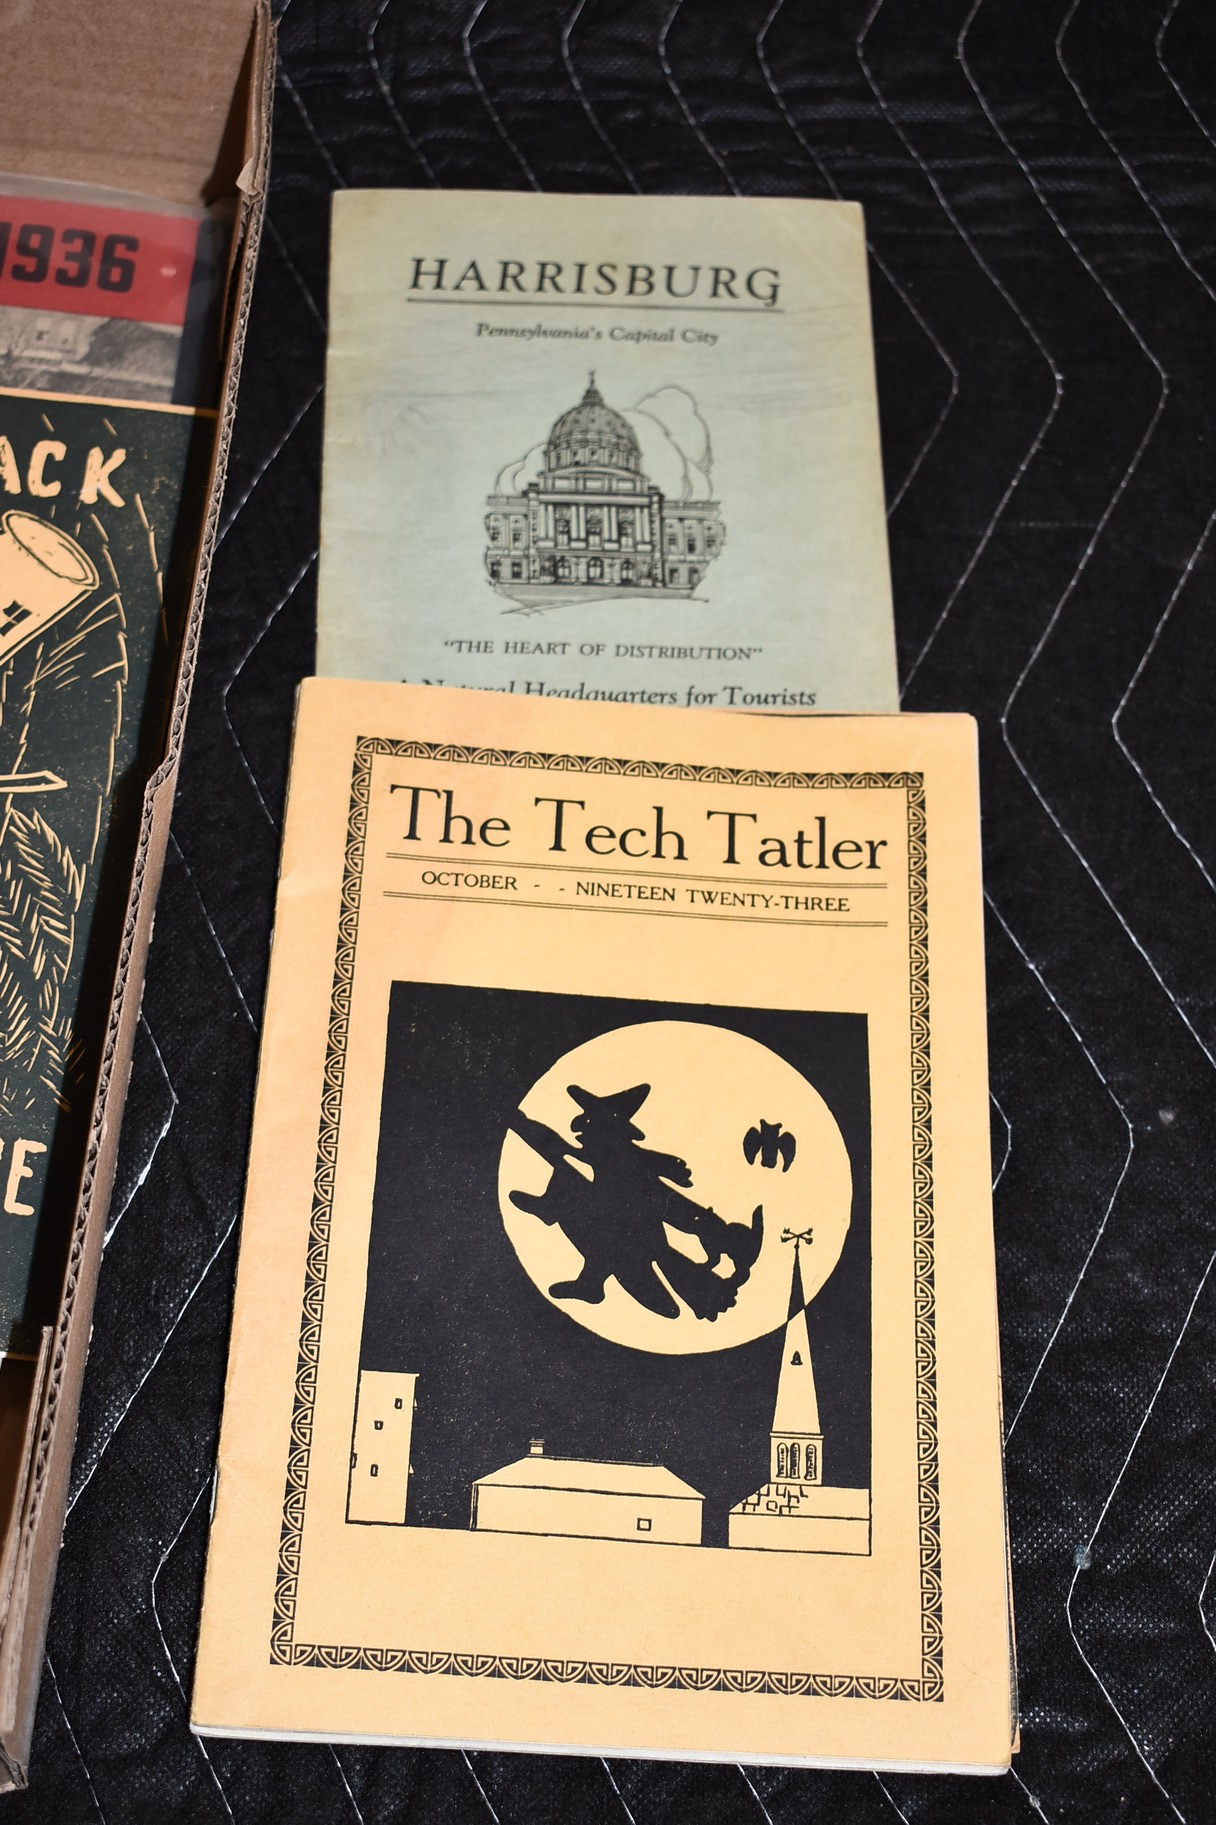 1936
ACK
E
HARRISBURG
Pennsylvania's Capital City
"THE HEART OF DISTRIBUTION"
A Natural Headquarters for Tourists
The Tech Tatler
OCTOBER - - NINETEEN TWENTY-THREE